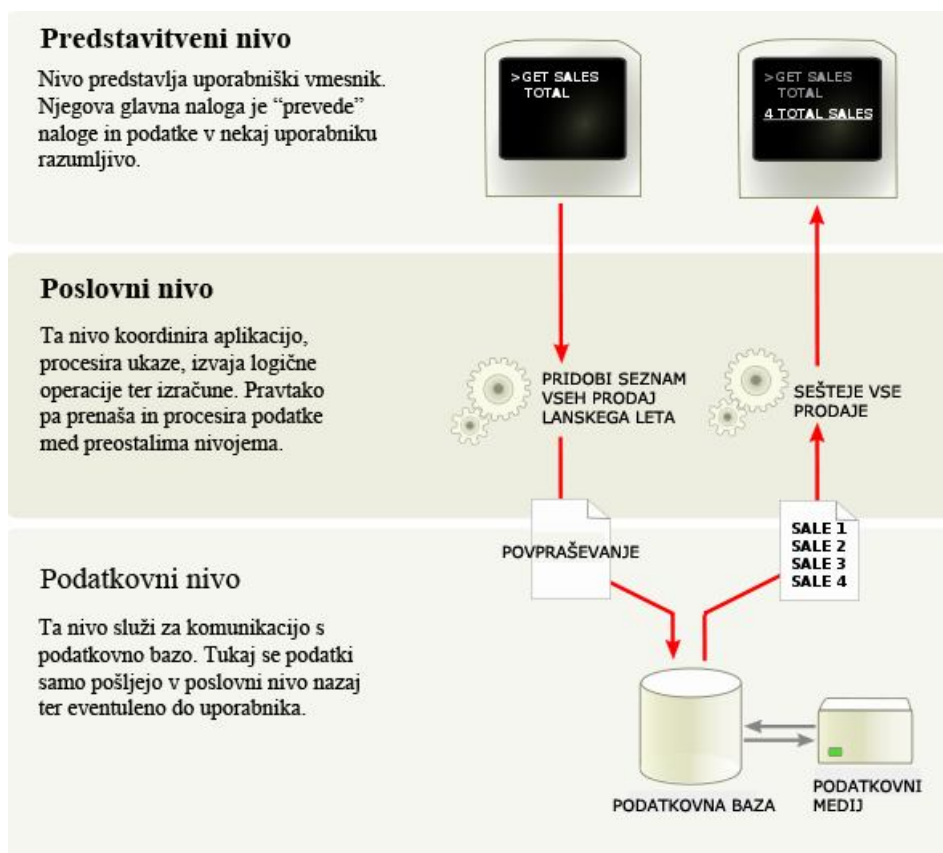 Predstavitveni nivo
Nivo predstavlja uporabniški vmesnik.
Njegova glavna naloga je “prevede”
naloge in podatke v nekaj uporabniku
razumljivo.
>GET SALES
TOTAL
>GET SALES
TOTAL
4 TOTAL SALES
Poslovni nivo
Ta nivo koordinira aplikacijo,
procesira ukaze, izvaja logične
operacije ter izračune. Pravtako
pa prenaša in procesira podatke
med preostalima nivojema.
PRIDOBI SEZNAM
VSEH PRODAJ
LANSKEGA LETA
SEŠTEJE VSE
PRODAJE
Podatkovni nivo
Ta nivo služi za komunikacijo s
podatkovno bazo. Tukaj se podatki
samo pošljejo v poslovni nivo nazaj
ter eventuleno do uporabnika.
POVPRAŠEVANJE
SALE 1
SALE 2
SALE 3
SALE 4
PODATKOVNA BAZA
PODATKOVNI
MEDIJ